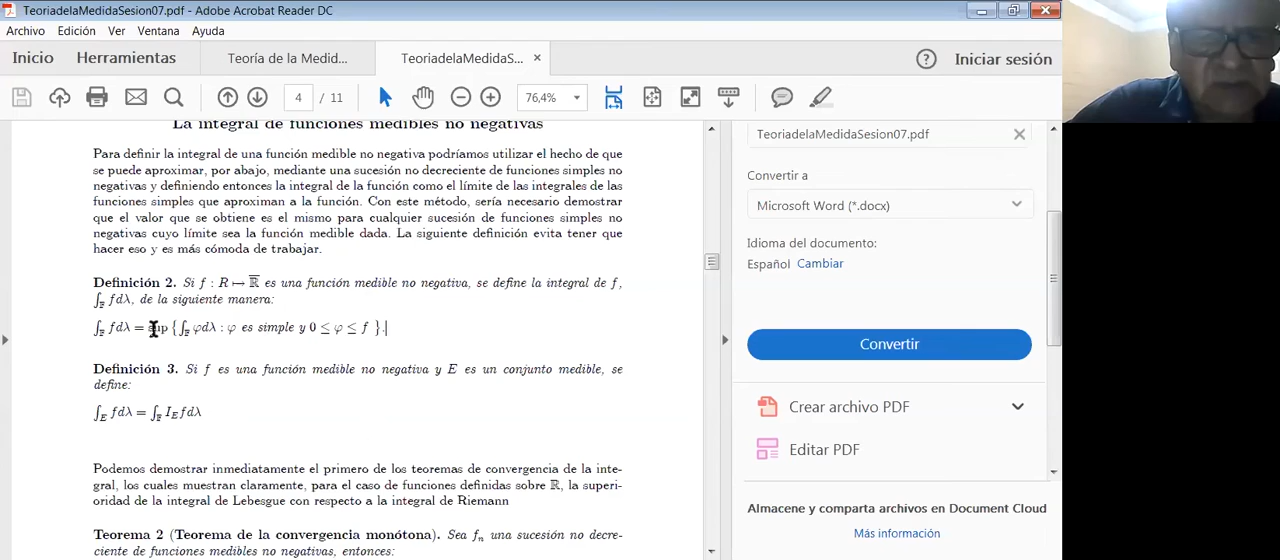 TeoriadelaMedidaSesion07.pdf - Adobe Acrobat Reader DC
Archivo Edición Ver Ventana Ayuda
Inicio Herramientas Teoría de la Medid... TeoriadelaMedidaS... × Iniciar sesión
4 / 11 76,4%
La integral de funciones medibles no negativas
Para definir la integral de una función medible no negativa podríamos utilizar el hecho de que
se puede aproximar, por abajo, mediante una sucesión no decreciente de funciones simples no
negativas y definiendo entonces la integral de la función como el límite de las integrales de las
funciones simples que aproximan a la función. Con este método, sería necesario demostrar
que el valor que se obtiene es el mismo para cualquier sucesión de funciones simples no
negativas cuyo límite sea la función medible dada. La siguiente definición evita tener que
hacer eso y es más cómoda de trabajar.
Definición 2. Si f : R ↦ ℝ̅ es una función medible no negativa, se define la integral de f,
∫_ℝ fdλ, de la siguiente manera:
∫_ℝ fdλ = sup {∫_ℝ φdλ : φ es simple y 0 ≤ φ ≤ f }.
Definición 3. Si f es una función medible no negativa y E es un conjunto medible, se
define:
∫_E fdλ = ∫_ℝ I_E fdλ
Podemos demostrar inmediatamente el primero de los teoremas de convergencia de la inte-
gral, los cuales muestran claramente, para el caso de funciones definidas sobre ℝ, la superi-
oridad de la integral de Lebesgue con respecto a la integral de Riemann
Teorema 2 (Teorema de la convergencia monótona). Sea f_n una sucesión no decre-
ciente de funciones medibles no negativas, entonces:
TeoriadelaMedidaSesion07.pdf
Convertir a
Microsoft Word (*.docx)
Idioma del documento:
Español Cambiar
Convertir
Crear archivo PDF
Editar PDF
Almacene y comparta archivos en Document Cloud
Más información